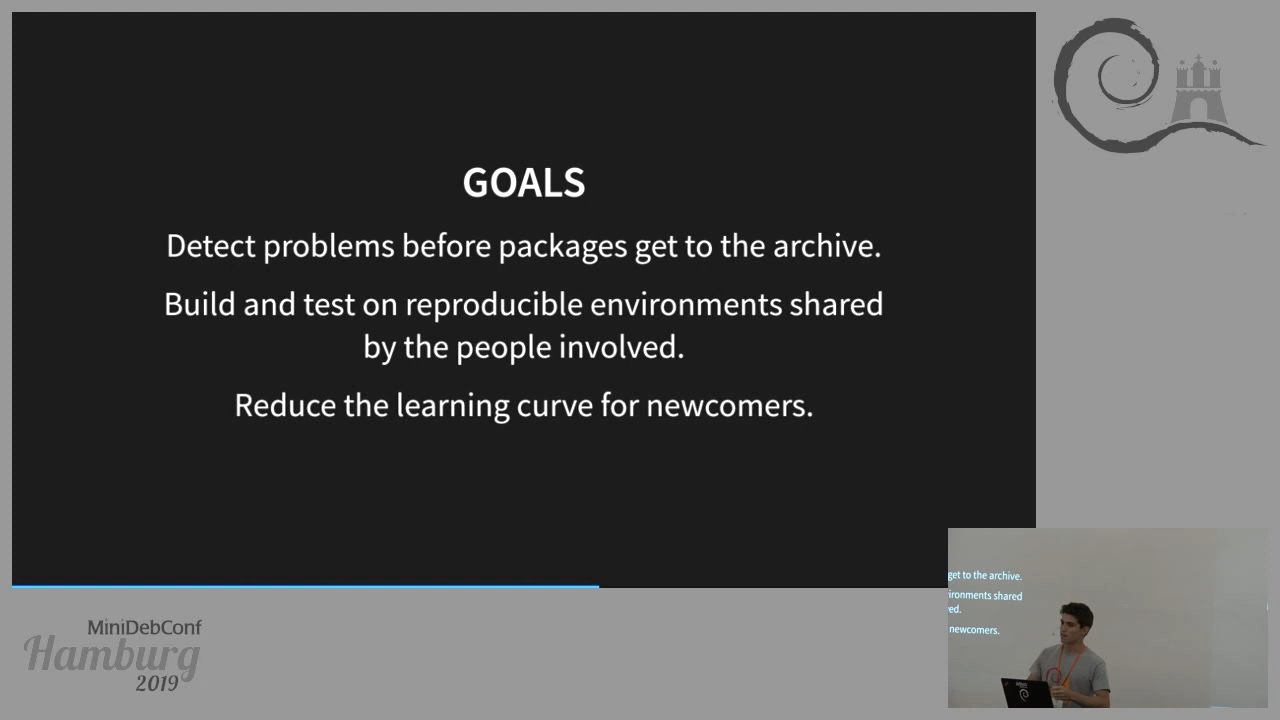 GOALS
Detect problems before packages get to the archive.
Build and test on reproducible environments shared
by the people involved.
Reduce the learning curve for newcomers.
get to the archive.
ironments shared
ed.
newcomers.
MiniDebConf
Hamburg
2019